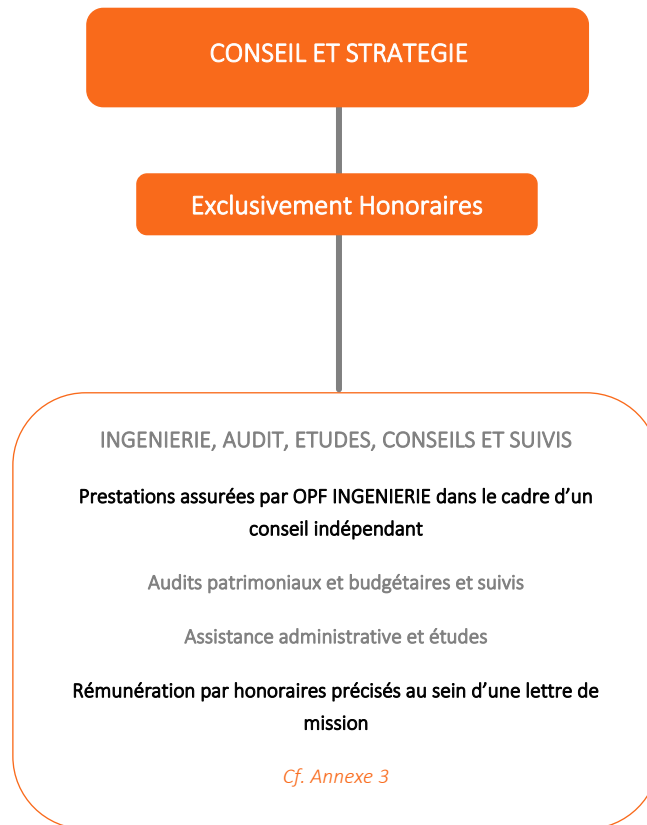 CONSEIL ET STRATEGIE
Exclusivement Honoraires
INGENIERIE, AUDIT, ETUDES, CONSEILS ET SUIVIS
Prestations assurées par OPF INGENIERIE dans le cadre d’un
conseil indépendant
Audits patrimoniaux et budgétaires et suivis
Assistance administrative et études
Rémunération par honoraires précisés au sein d’une lettre de
mission
Cf. Annexe 3